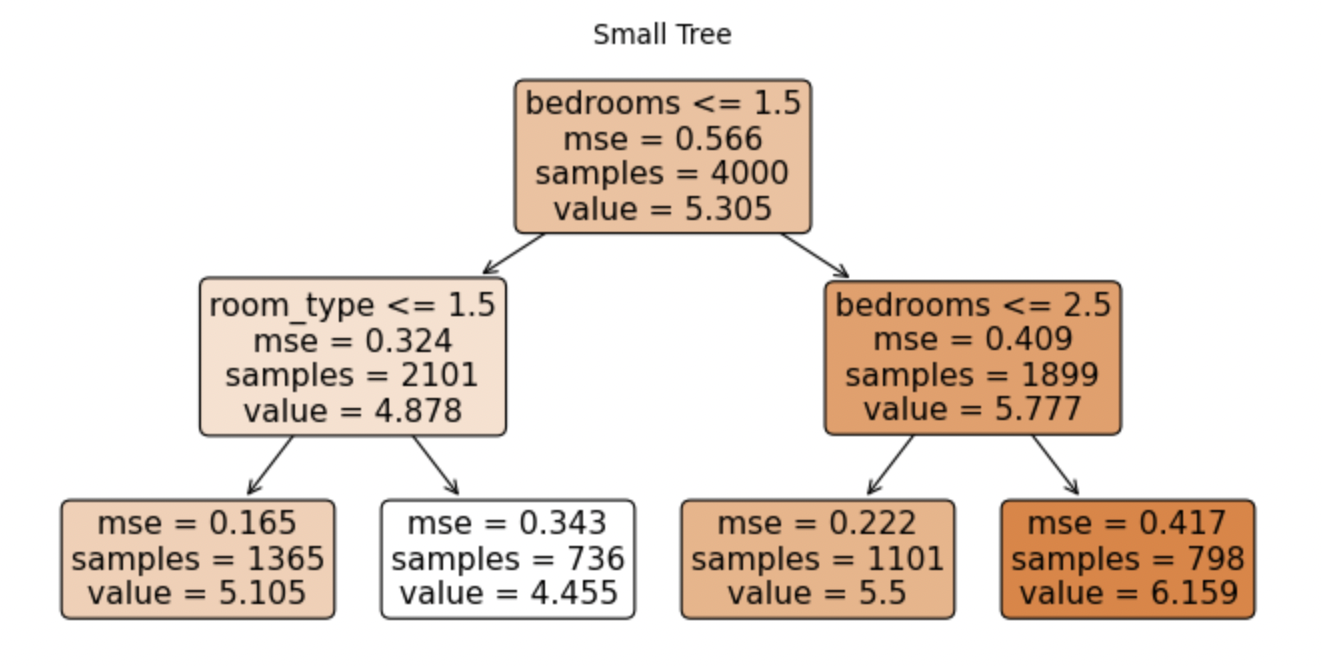 Small Tree
bedrooms <= 1.5
mse = 0.566
samples = 4000
value = 5.305
room_type <= 1.5
mse = 0.324
samples = 2101
value = 4.878
bedrooms <= 2.5
mse = 0.409
samples = 1899
value = 5.777
mse = 0.165
samples = 1365
value = 5.105
mse = 0.343
samples = 736
value = 4.455
mse = 0.222
samples = 1101
value = 5.5
mse = 0.417
samples = 798
value = 6.159